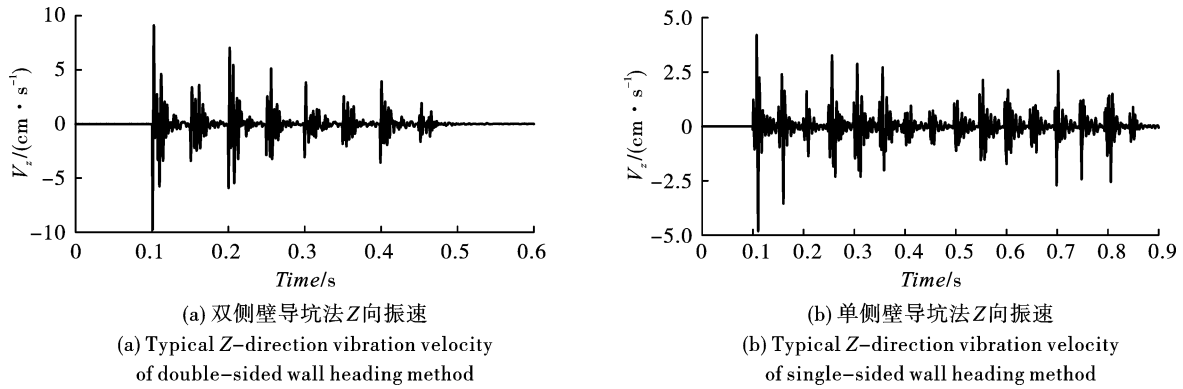 10
5
0
−5
−10
V_z/(cm·s⁻¹)
0 0.1 0.2 0.3 0.4 0.5 0.6
Time/s
(a) 双侧壁导坑法Z向振速
(a) Typical Z−direction vibration velocity
of double−sided wall heading method
5.0
2.5
0
−2.5
−5.0
V_z/(cm·s⁻¹)
0 0.1 0.2 0.3 0.4 0.5 0.6 0.7 0.8 0.9
Time/s
(b) 单侧壁导坑法Z向振速
(b) Typical Z−direction vibration velocity
of single−sided wall heading method